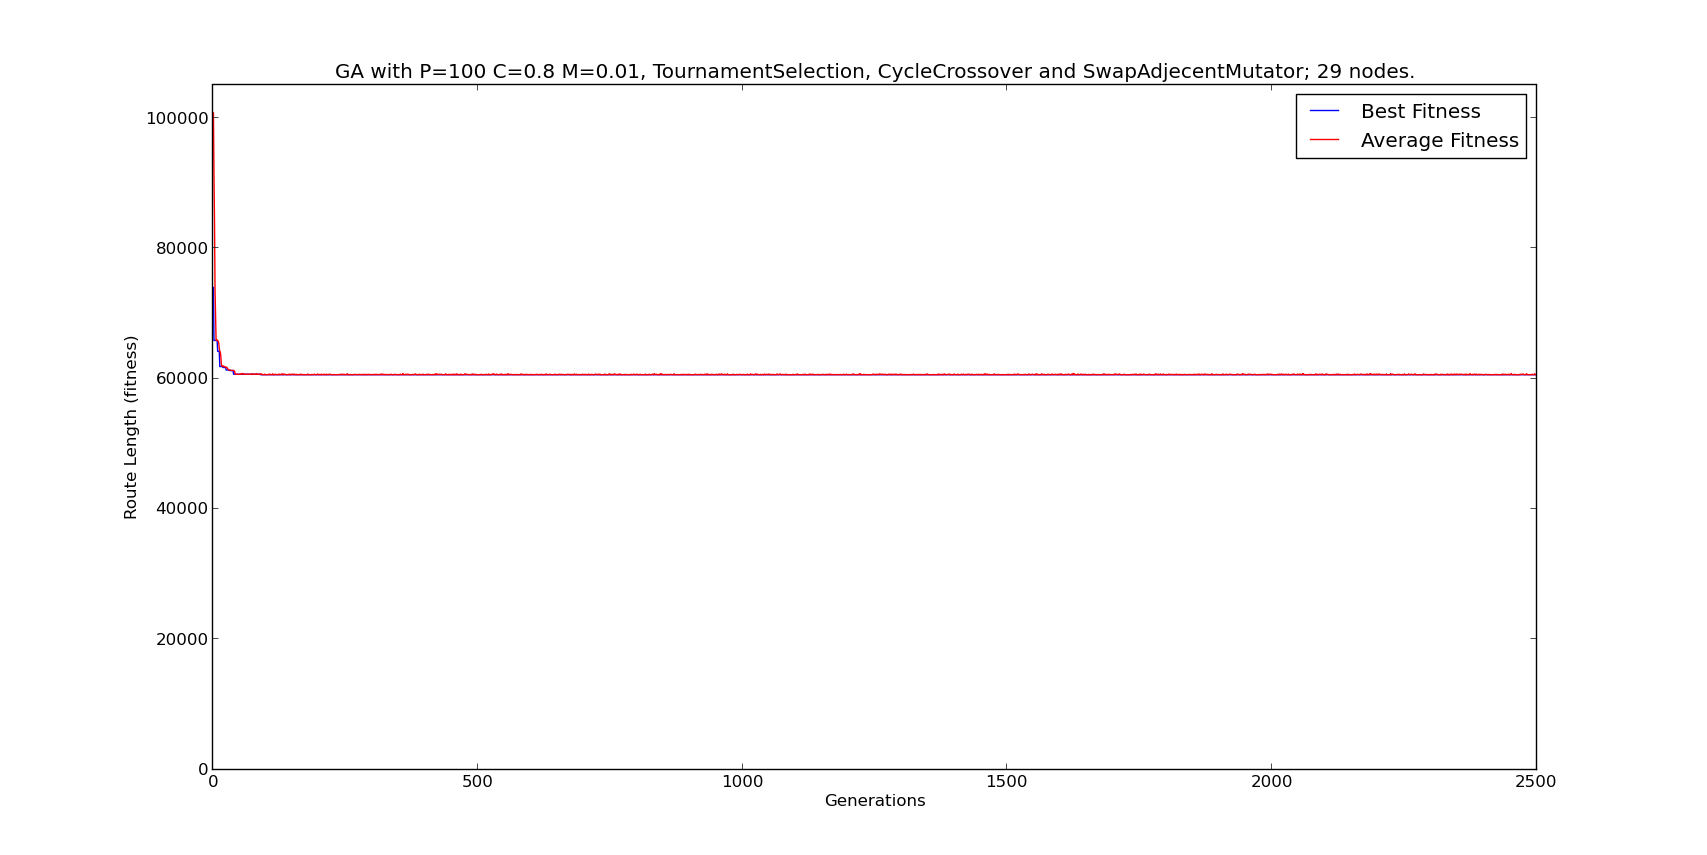 GA with P=100 C=0.8 M=0.01, TournamentSelection, CycleCrossover and SwapAdjecentMutator; 29 nodes.
Best Fitness
Average Fitness
100000
80000
60000
40000
20000
0
Route Length (fitness)
0 500 1000 1500 2000 2500
Generations